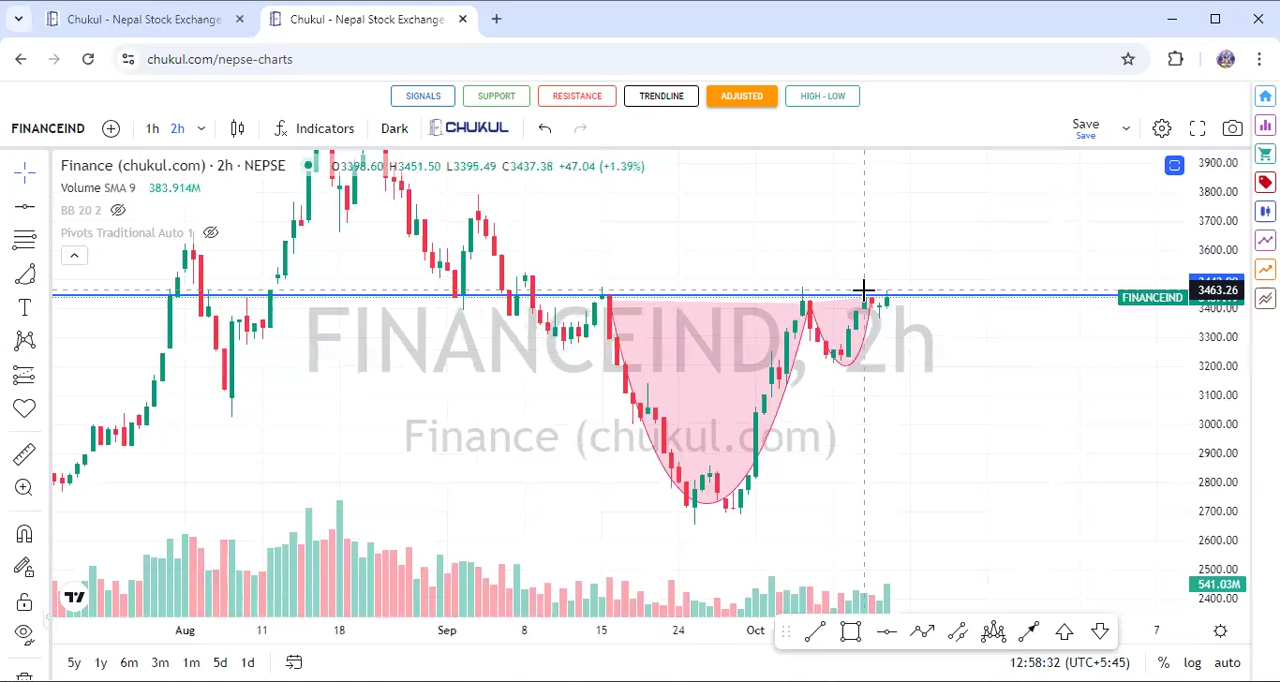 Chukul - Nepal Stock Exchange
Chukul - Nepal Stock Exchange
chukul.com/nepse-charts
SIGNALS SUPPORT RESISTANCE TRENDLINE ADJUSTED HIGH - LOW
FINANCEIND 1h 2h Indicators Dark CHUKUL Save
Save
Finance (chukul.com) · 2h · NEPSE O3398.60 H3451.50 L3395.49 C3437.38 +47.04 (+1.39%)
Volume SMA 9 383.914M
BB 20 2
Pivots Traditional Auto 1
3900.00
3800.00
3700.00
3600.00
3463.26
FINANCEIND
3400.00
3300.00
3200.00
3100.00
3000.00
2900.00
2800.00
2700.00
2600.00
2500.00
541.03M
2400.00
FINANCEIND, 2h
Finance (chukul.com)
Aug 11 18 Sep 8 15 24 Oct 7
5y 1y 6m 3m 1m 5d 1d 12:58:32 (UTC+5:45) % log auto